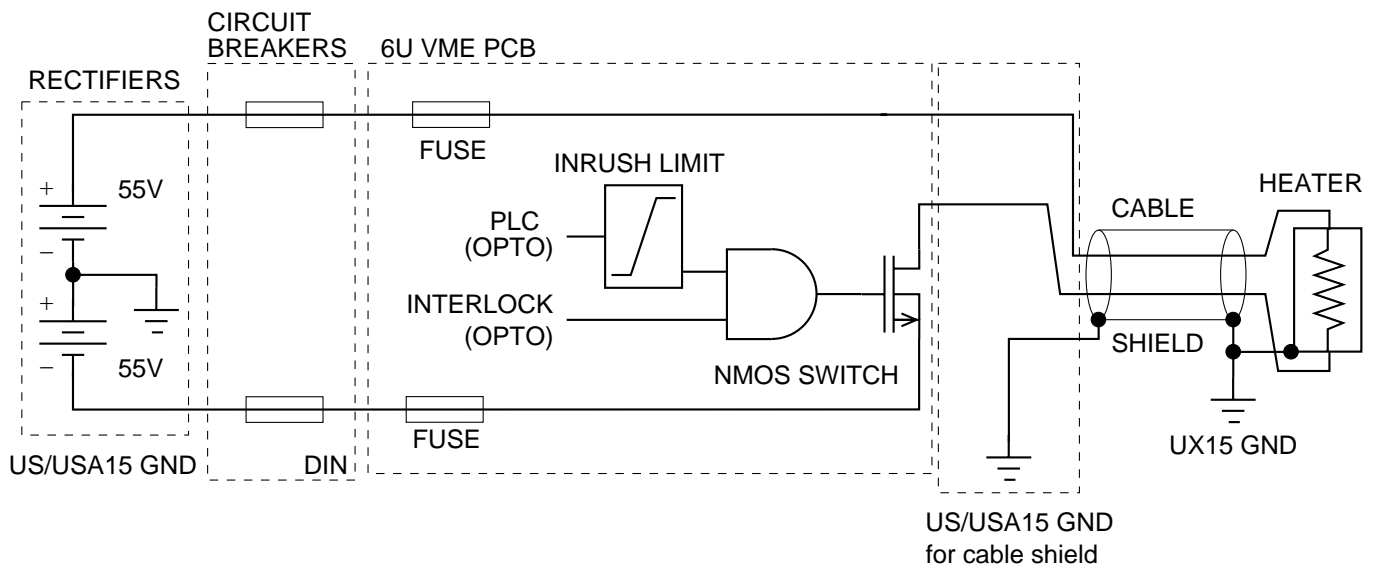 CIRCUIT
BREAKERS
6U VME PCB
RECTIFIERS
FUSE
INRUSH LIMIT
+
55V
−
PLC
(OPTO)
CABLE
HEATER
+
INTERLOCK
(OPTO)
SHIELD
55V
−
NMOS SWITCH
FUSE
US/USA15 GND
DIN
UX15 GND
US/USA15 GND
for cable shield